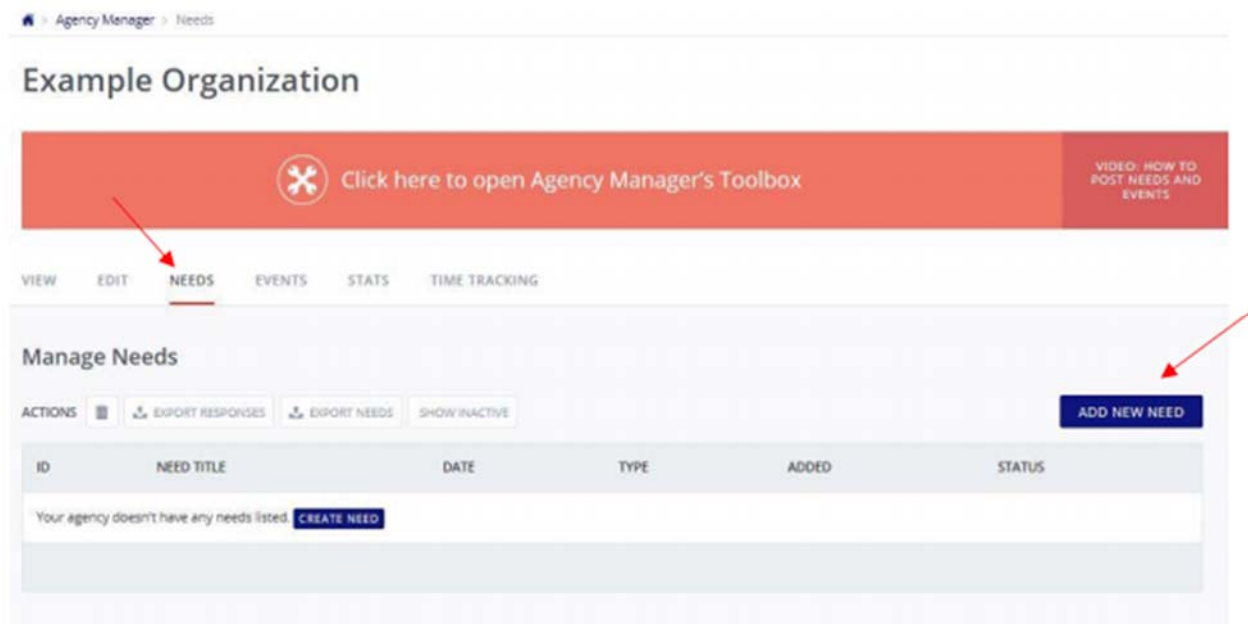 Agency Manager > Needs
Example Organization
Click here to open Agency Manager's Toolbox
VIDEO: HOW TO
POST NEEDS AND
EVENTS
VIEW EDIT NEEDS EVENTS STATS TIME TRACKING
Manage Needs
ACTIONS EXPORT RESPONSES EXPORT NEEDS SHOW INACTIVE ADD NEW NEED
ID NEED TITLE DATE TYPE ADDED STATUS
Your agency doesn't have any needs listed. CREATE NEED